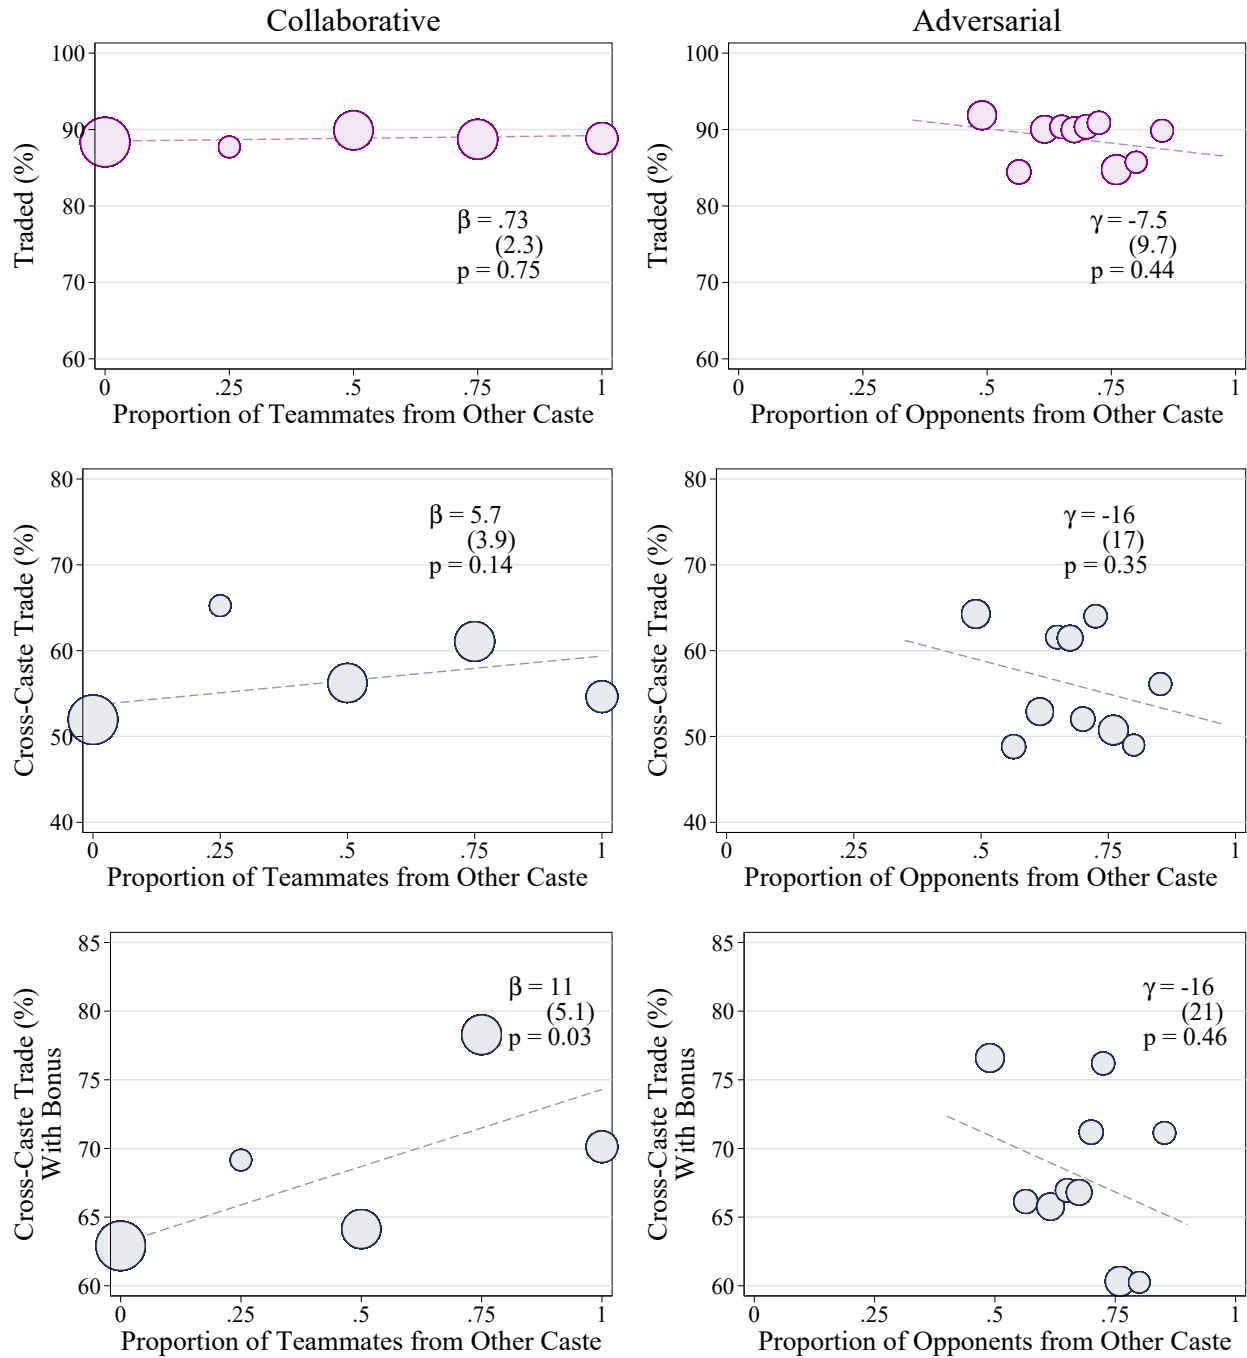 Collaborative
Adversarial
100
90
80
70
60
Traded (%)
β = .73
(2.3)
p = 0.75
0 .25 .5 .75 1
Proportion of Teammates from Other Caste
100
90
80
70
60
Traded (%)
γ = -7.5
(9.7)
p = 0.44
0 .25 .5 .75 1
Proportion of Opponents from Other Caste
80
70
60
50
40
Cross-Caste Trade (%)
β = 5.7
(3.9)
p = 0.14
0 .25 .5 .75 1
Proportion of Teammates from Other Caste
80
70
60
50
40
Cross-Caste Trade (%)
γ = -16
(17)
p = 0.35
0 .25 .5 .75 1
Proportion of Opponents from Other Caste
85
80
75
70
65
60
Cross-Caste Trade (%)
With Bonus
β = 11
(5.1)
p = 0.03
0 .25 .5 .75 1
Proportion of Teammates from Other Caste
85
80
75
70
65
60
Cross-Caste Trade (%)
With Bonus
γ = -16
(21)
p = 0.46
0 .25 .5 .75 1
Proportion of Opponents from Other Caste